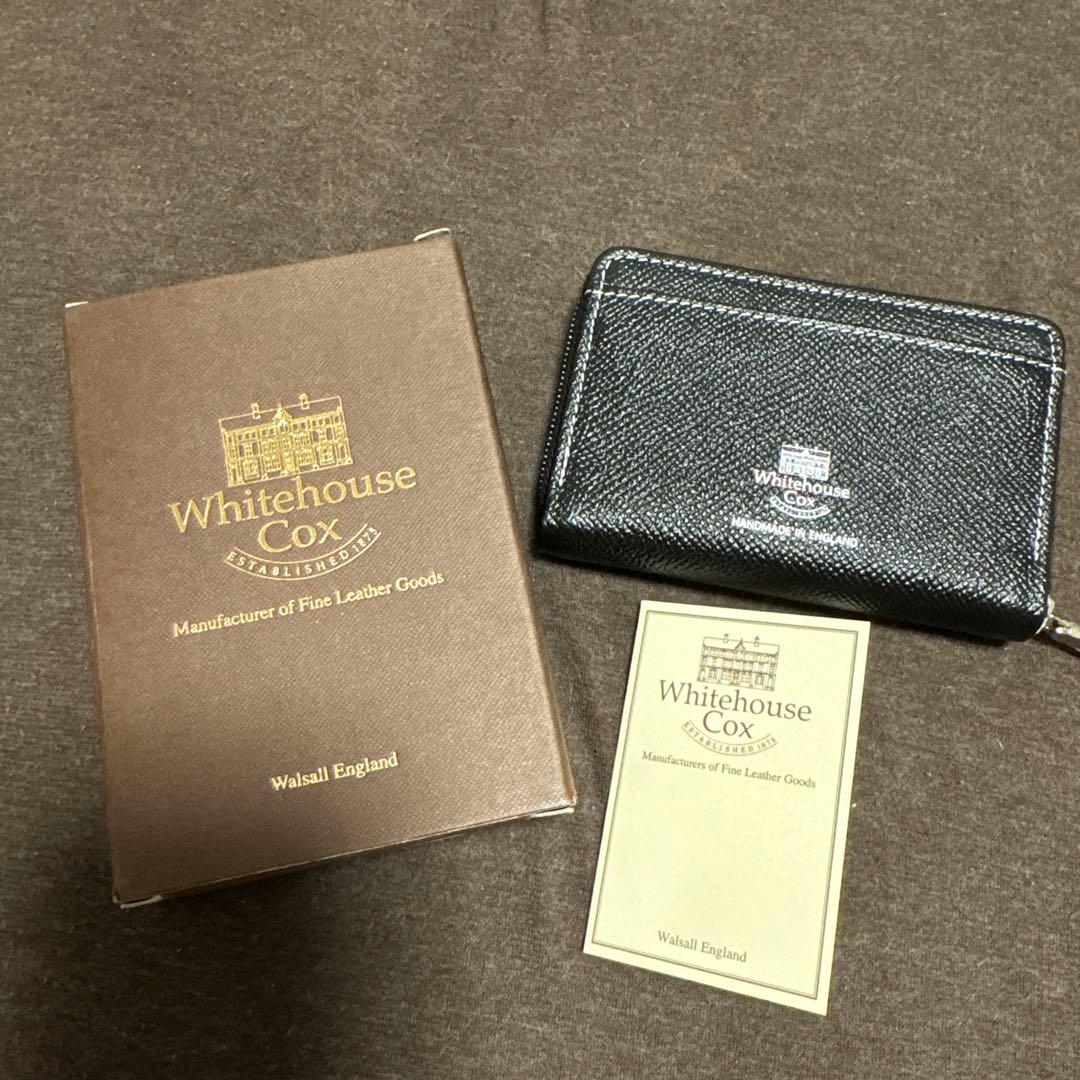 Whitehouse
Cox
ESTABLISHED 1875
Manufacturer of Fine Leather Goods
Walsall England
Whitehouse
Cox
HANDMADE IN ENGLAND
Whitehouse
Cox
ESTABLISHED 1875
Manufacturers of Fine Leather Goods
Walsall England